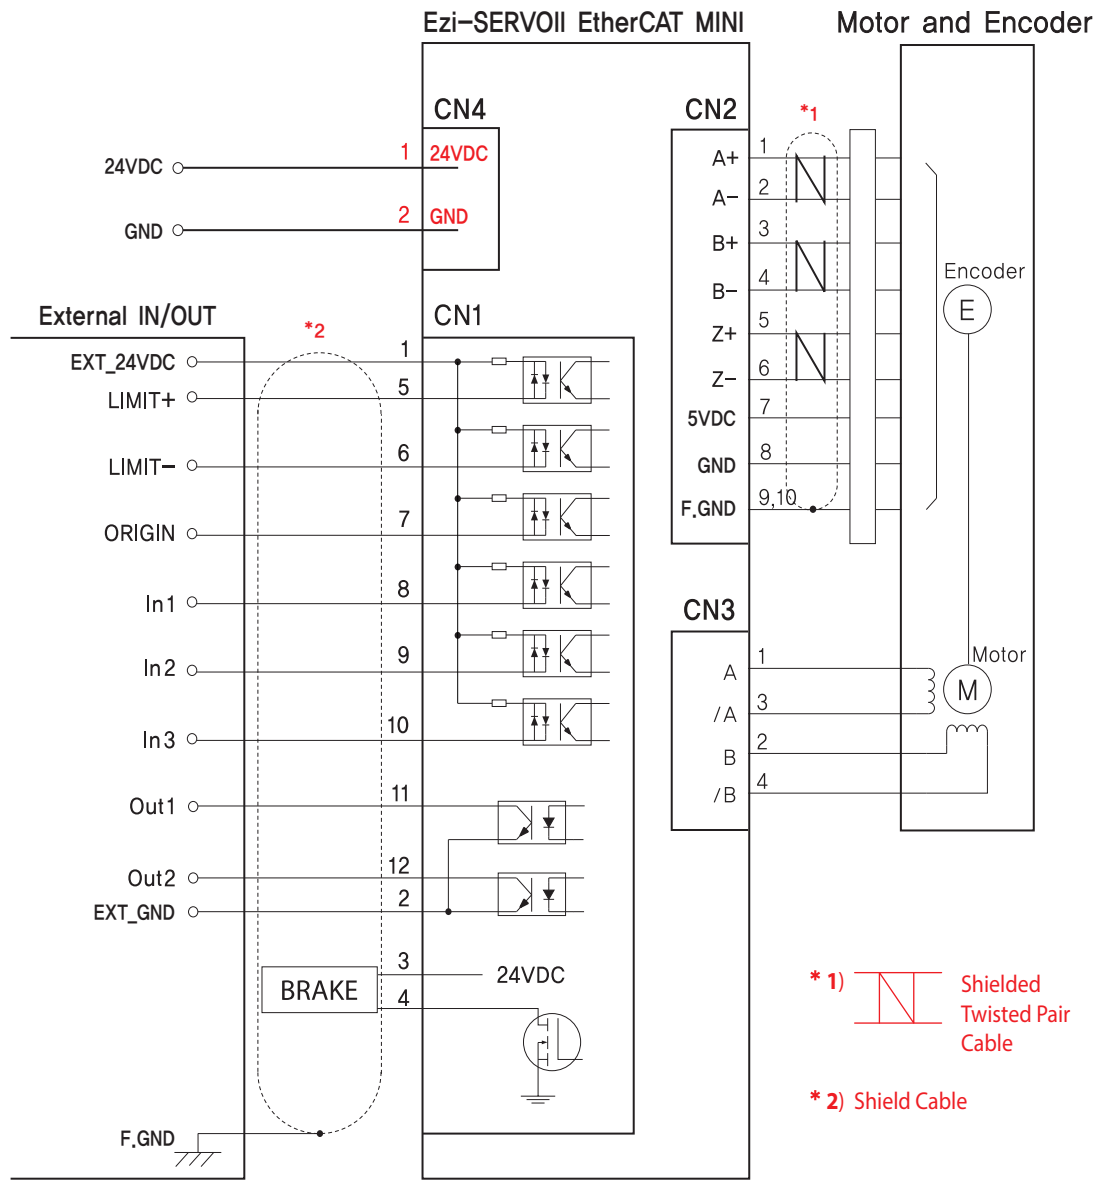 Ezi-SERVOII EtherCAT MINI
Motor and Encoder
CN4
24VDC
1 24VDC
GND
2 GND
CN2
*1
A+ 1
A- 2
B+ 3
B- 4
Z+ 5
Z- 6
5VDC 7
GND 8
F.GND 9,10
Encoder
E
External IN/OUT
*2
CN1
EXT_24VDC 1
LIMIT+ 5
LIMIT- 6
ORIGIN 7
In1 8
In2 9
In3 10
Out1 11
Out2 12
EXT_GND 2
BRAKE
3 24VDC
4
F.GND
CN3
A 1
/A 3
B 2
/B 4
Motor
M
* 1) Shielded
Twisted Pair
Cable
* 2) Shield Cable